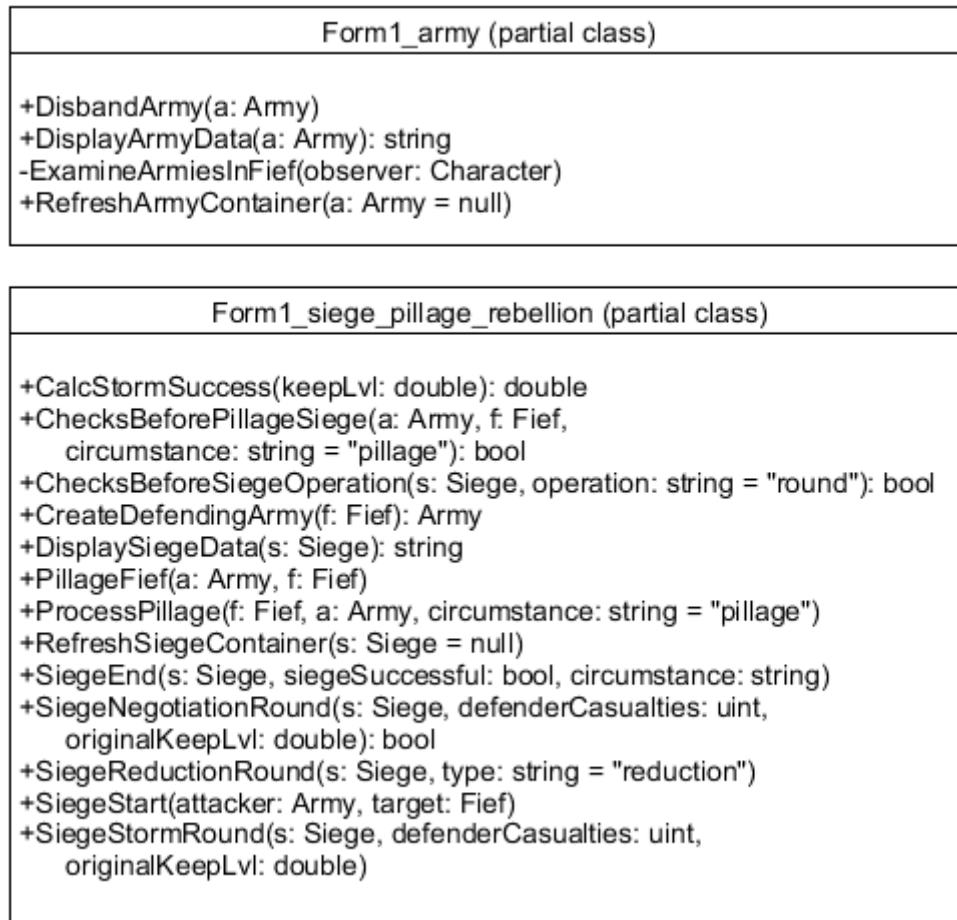 Form1_army (partial class)
+DisbandArmy(a: Army)
+DisplayArmyData(a: Army): string
-ExamineArmiesInFief(observer: Character)
+RefreshArmyContainer(a: Army = null)
Form1_siege_pillage_rebellion (partial class)
+CalcStormSuccess(keepLvl: double): double
+ChecksBeforePillageSiege(a: Army, f: Fief,
circumstance: string = "pillage"): bool
+ChecksBeforeSiegeOperation(s: Siege, operation: string = "round"): bool
+CreateDefendingArmy(f: Fief): Army
+DisplaySiegeData(s: Siege): string
+PillageFief(a: Army, f: Fief)
+ProcessPillage(f: Fief, a: Army, circumstance: string = "pillage")
+RefreshSiegeContainer(s: Siege = null)
+SiegeEnd(s: Siege, siegeSuccessful: bool, circumstance: string)
+SiegeNegotiationRound(s: Siege, defenderCasualties: uint,
originalKeepLvl: double): bool
+SiegeReductionRound(s: Siege, type: string = "reduction")
+SiegeStart(attacker: Army, target: Fief)
+SiegeStormRound(s: Siege, defenderCasualties: uint,
originalKeepLvl: double)